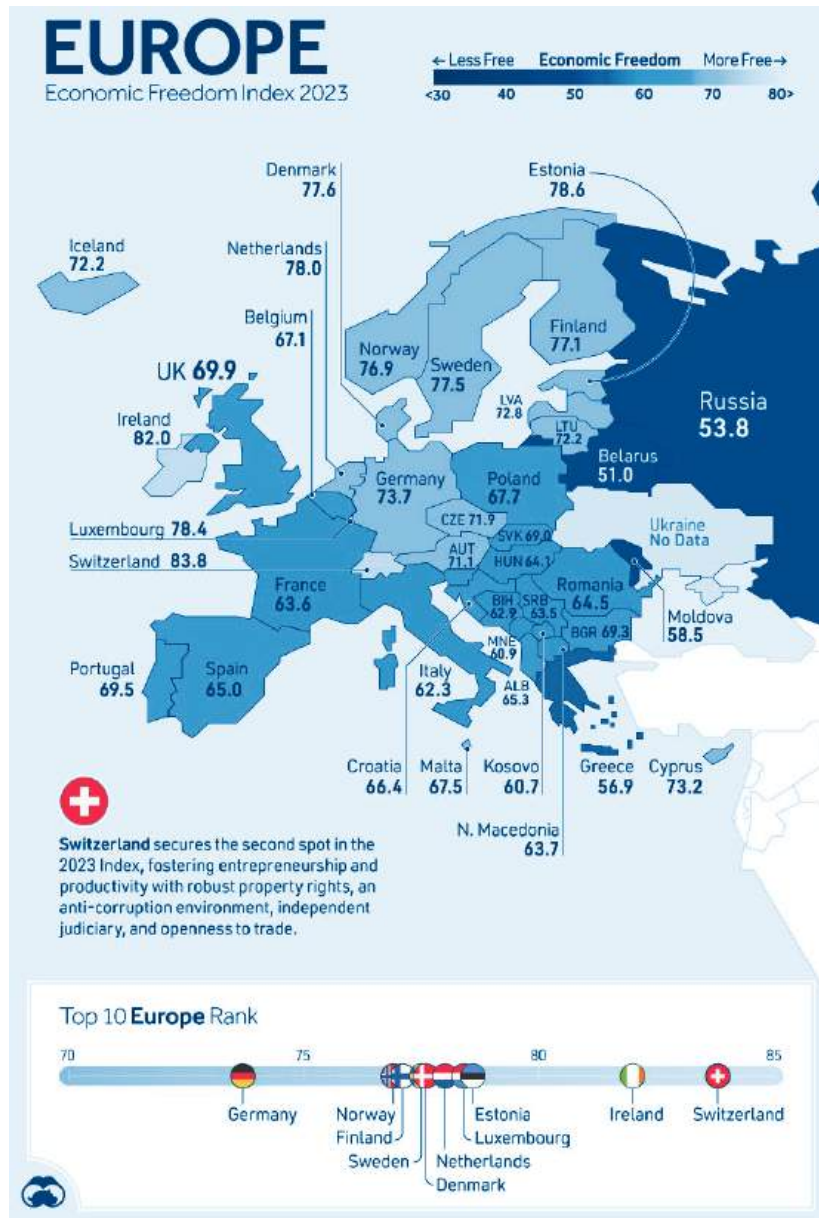 EUROPE
Economic Freedom Index 2023
← Less Free Economic Freedom More Free →
<30 40 50 60 70 80>
Denmark
77.6
Estonia
78.6
Iceland
72.2
Netherlands
78.0
Belgium
67.1
Norway
76.9
Sweden
77.5
Finland
77.1
UK 69.9
Ireland
82.0
LVA
72.8
LTU
72.2
Russia
53.8
Belarus
51.0
Germany
73.7
Poland
67.7
Luxembourg 78.4
Switzerland 83.8
CZE 71.9
SVK 69.0
AUT
71.1
HUN 64.1
Ukraine
No Data
France
63.6
Romania
64.5
BIH
62.9
SRB
63.5
Moldova
58.5
BGR 69.3
MNE
60.9
Portugal
69.5
Spain
65.0
Italy
62.3
ALB
65.3
Croatia
66.4
Malta
67.5
Kosovo
60.7
Greece
56.9
Cyprus
73.2
N. Macedonia
63.7
Switzerland secures the second spot in the
2023 Index, fostering entrepreneurship and
productivity with robust property rights, an
anti-corruption environment, independent
judiciary, and openness to trade.
Top 10 Europe Rank
70 75 80 85
Germany
Norway
Finland
Sweden
Estonia
Luxembourg
Netherlands
Denmark
Ireland
Switzerland